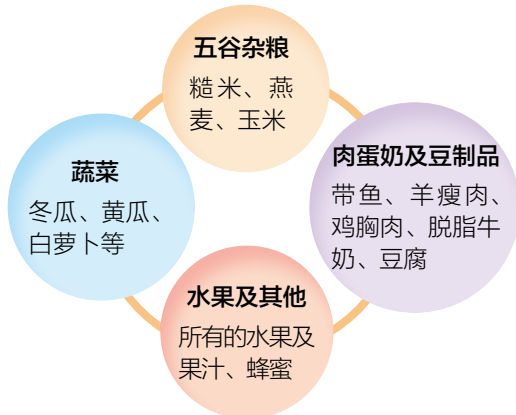 五谷杂粮
糙米、燕
麦、玉米
肉蛋奶及豆制品
带鱼、羊瘦肉、
鸡胸肉、脱脂牛
奶、豆腐
蔬菜
冬瓜、黄瓜、
白萝卜等
水果及其他
所有的水果及
果汁、蜂蜜